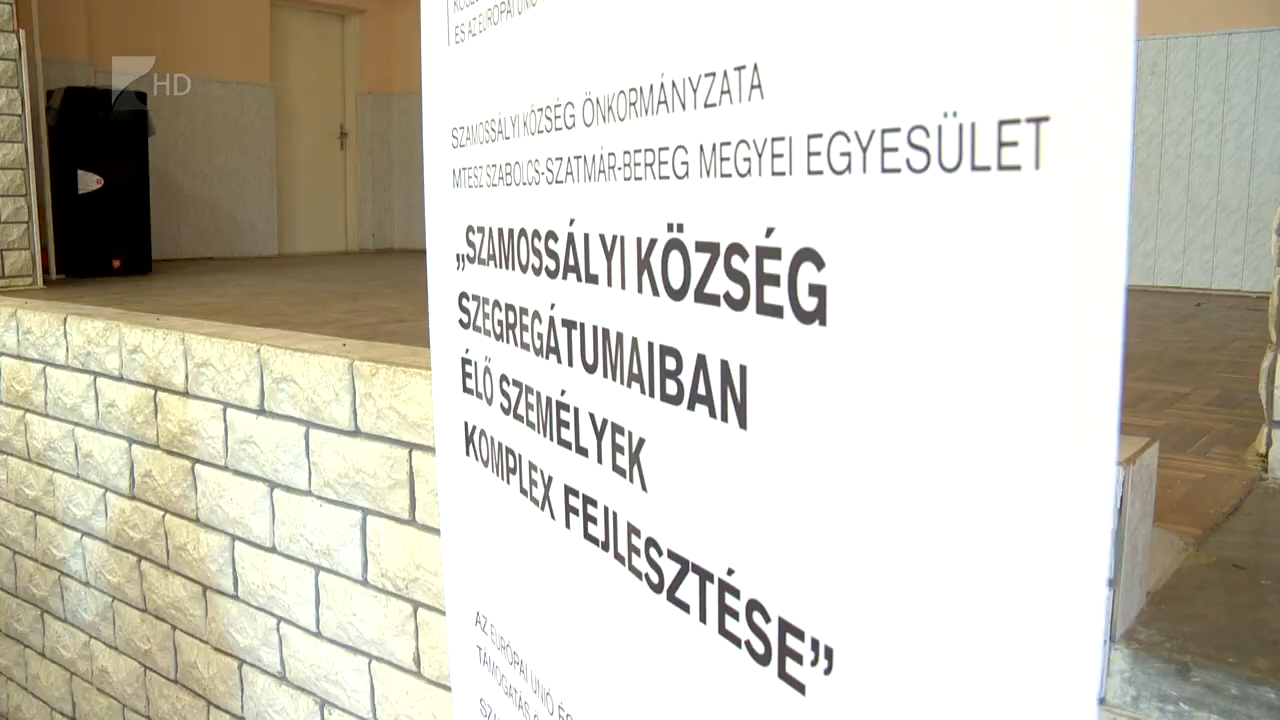 HD
ÉS AZ EURÓPAI UNIÓ
SZAMOSSÁLYI KÖZSÉG ÖNKORMÁNYZATA
MTESZ SZABOLCS-SZATMÁR-BEREG MEGYEI EGYESÜLET
„SZAMOSSÁLYI KÖZSÉG
SZEGREGÁTUMAIBAN
ÉLŐ SZEMÉLYEK
KOMPLEX FEJLESZTÉSE”
AZ EURÓPAI UNIÓ ÉS
TÁMOGATÁS